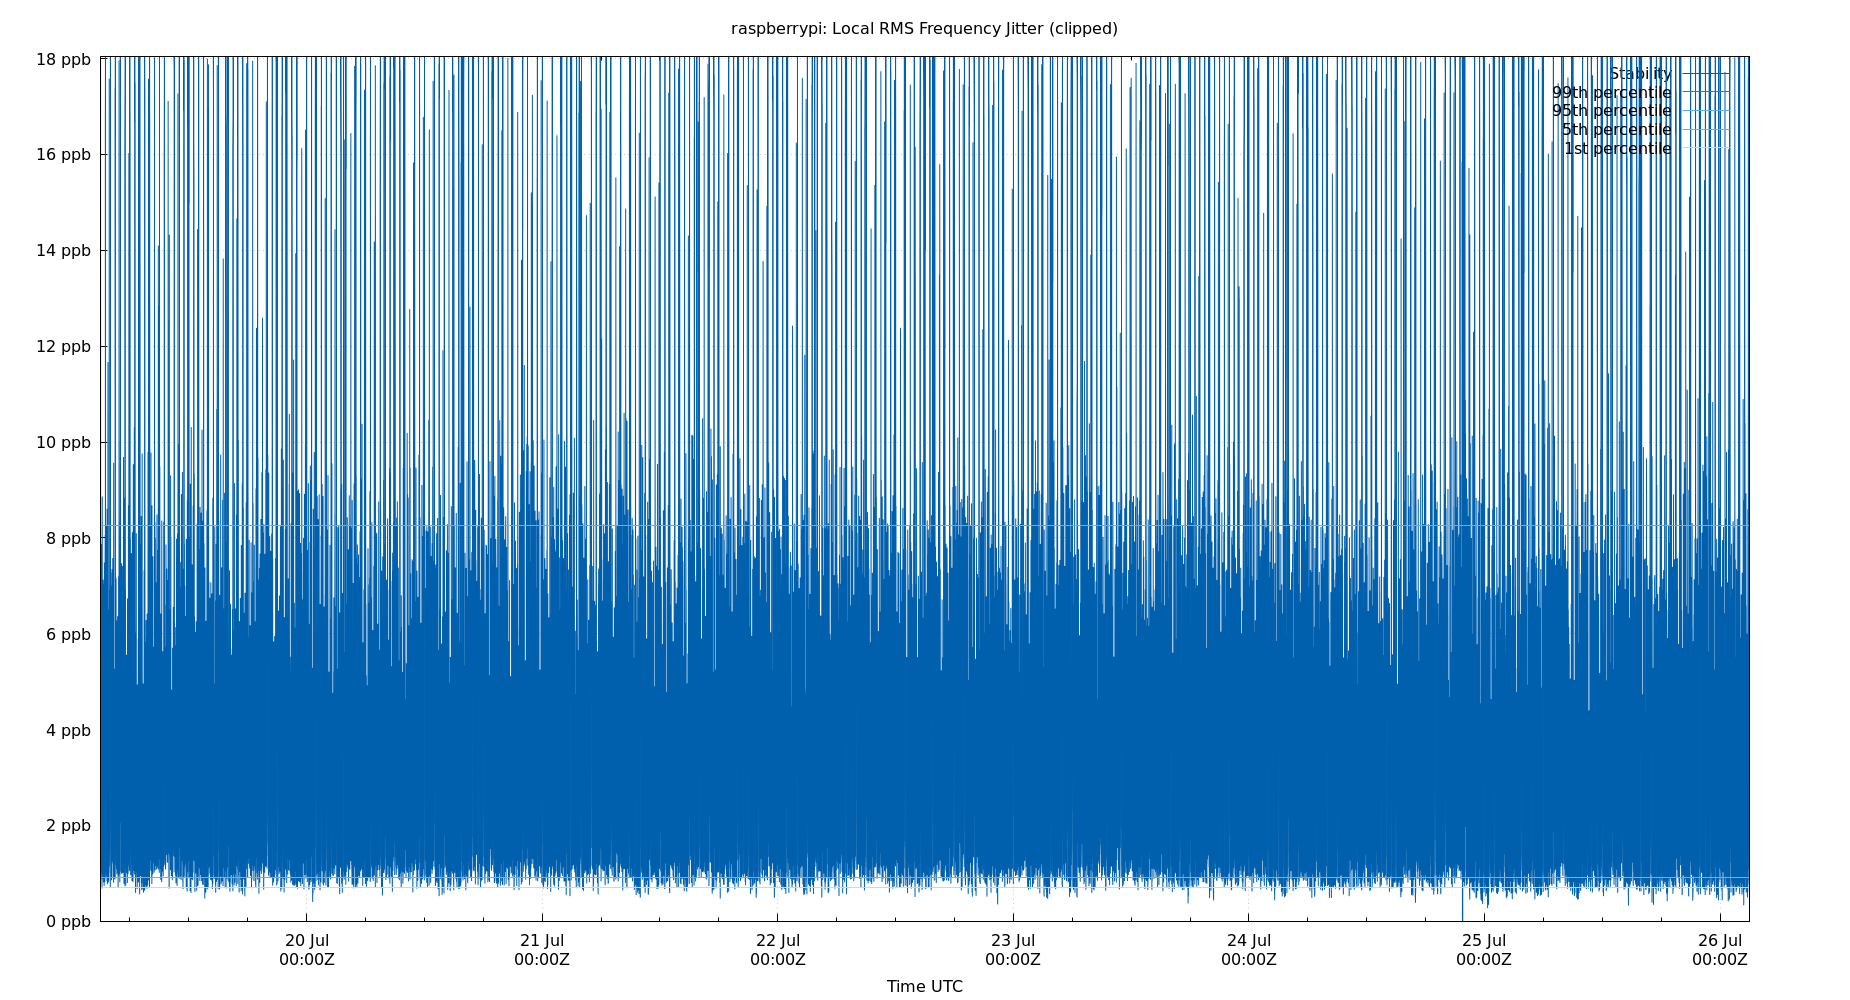 raspberrypi: Local RMS Frequency Jitter (clipped)
18 ppb
16 ppb
14 ppb
12 ppb
10 ppb
8 ppb
6 ppb
4 ppb
2 ppb
0 ppb
Stability
99th percentile
95th percentile
5th percentile
1st percentile
20 Jul
00:00Z
21 Jul
00:00Z
22 Jul
00:00Z
23 Jul
00:00Z
24 Jul
00:00Z
25 Jul
00:00Z
26 Jul
00:00Z
Time UTC